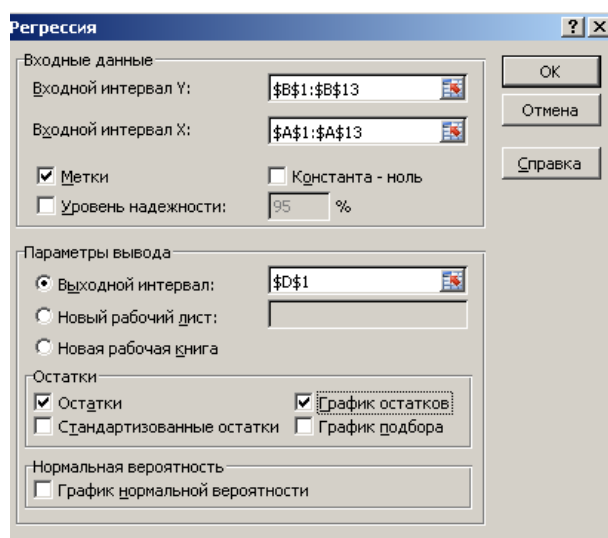 Регрессия
Входные данные
Входной интервал Y: $B$1:$B$13
Входной интервал X: $A$1:$A$13
Метки Константа - ноль
Уровень надежности: 95 %
OK
Отмена
Справка
Параметры вывода
Выходной интервал: $D$1
Новый рабочий лист:
Новая рабочая книга
Остатки
Остатки График остатков
Стандартизованные остатки График подбора
Нормальная вероятность
График нормальной вероятности